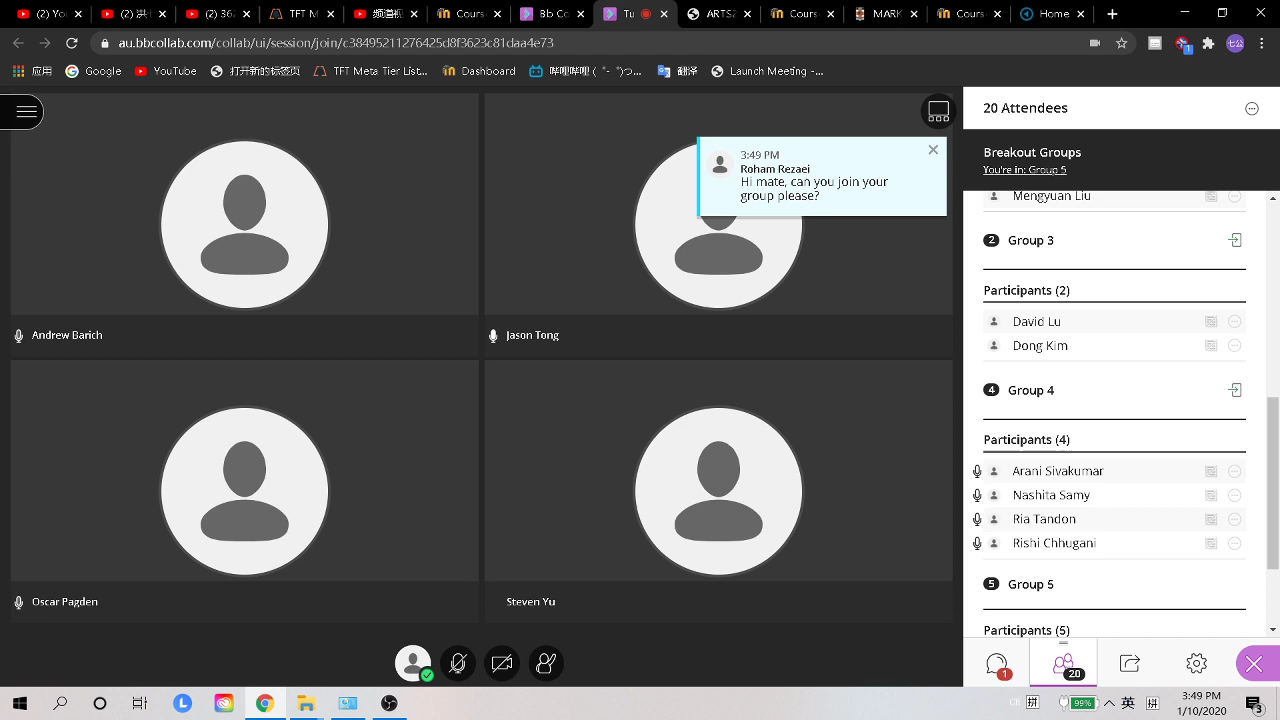 (2) Yo
(2) 洪
(2) 36
TFT M
频道
Cours
Bb Co
Tu
ARTS
Cours
MARK
Cours
Home
au.bbcollab.com/collab/ui/session/join/c38495211276425d8f3623c81daa4e73
应用
Google
YouTube
打开新的标签页
TFT Meta Tier List...
Dashboard
哔哩哔哩 ( ゜- ゜)つ...
翻译
Launch Meeting -...
3:49 PM
Roham Rezaei
Hi mate, can you join your
group please?
Andrew Barich
Jason Tong
Oscar Pagden
Steven Yu
20 Attendees
Breakout Groups
You're in: Group 5
Mengyuan Liu
2 Group 3
Participants (2)
David Lu
Dong Kim
4 Group 4
Participants (4)
Arani Sivakumar
Nashita Samy
Ria Tandon
Rishi Chhugani
5 Group 5
Participants (5)
1
20
99%
英
拼
3:49 PM
1/10/2020
3